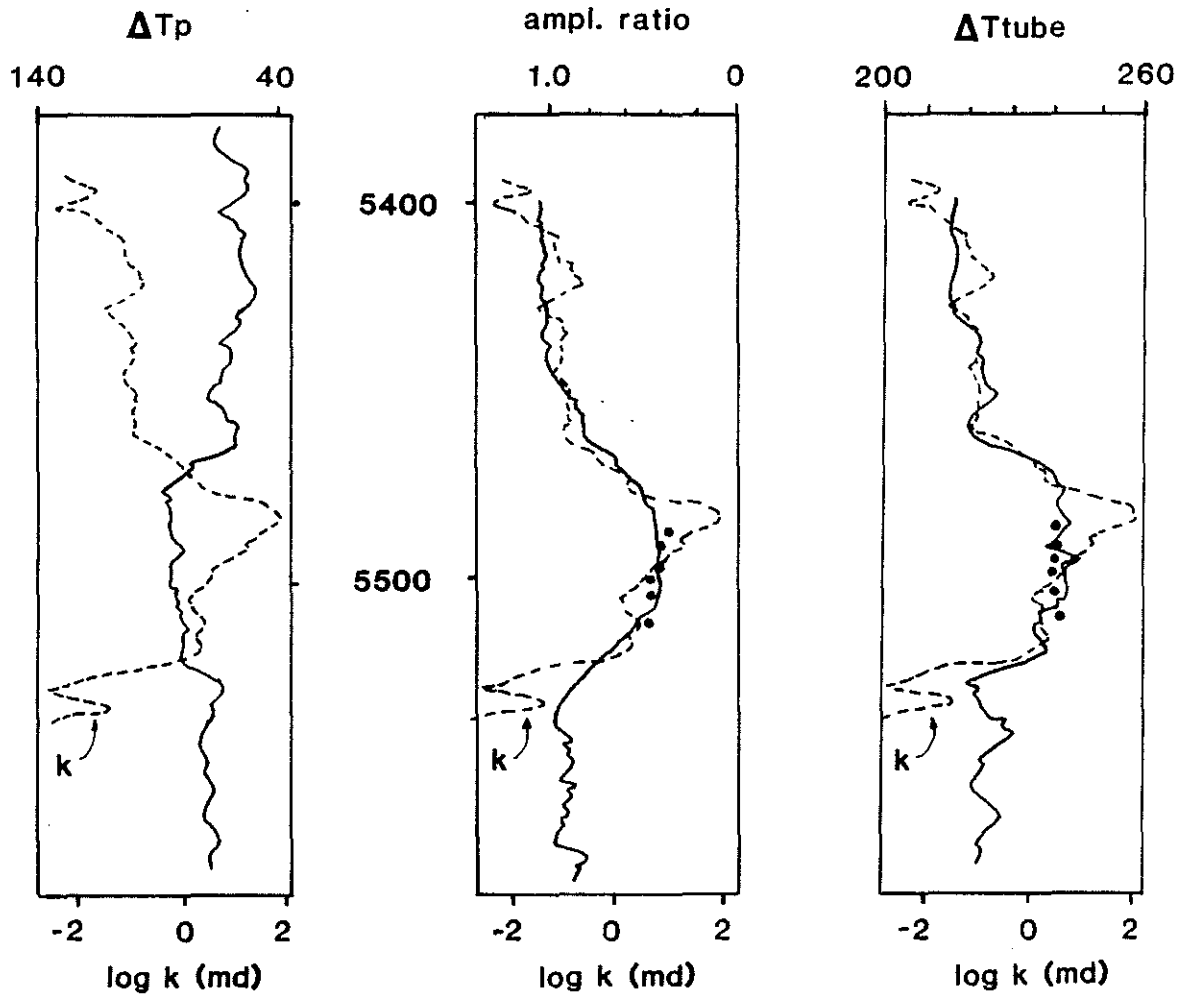 ΔTp
ampl. ratio
ΔTtube
140 40
1.0 0
200 260
5400
5500
k
k
k
-2 0 2
-2 0 2
-2 0 2
log k (md)
log k (md)
log k (md)